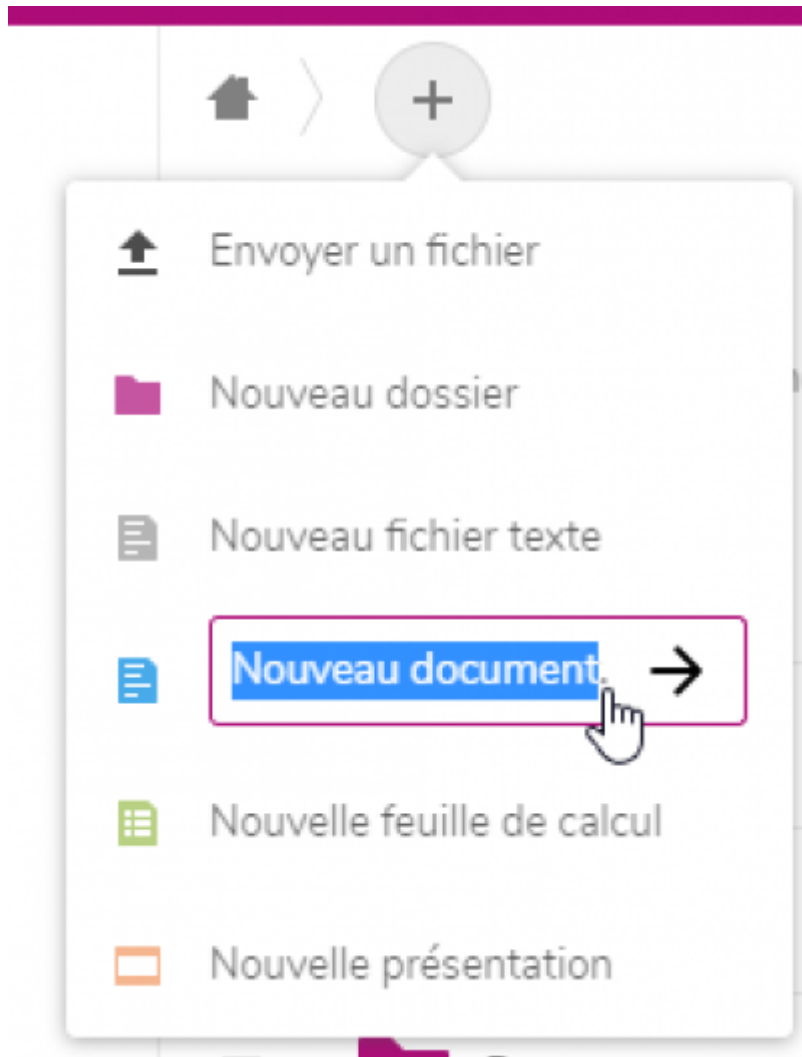 Envoyer un fichier
Nouveau dossier
Nouveau fichier texte
Nouveau document.
Nouvelle feuille de calcul
Nouvelle présentation